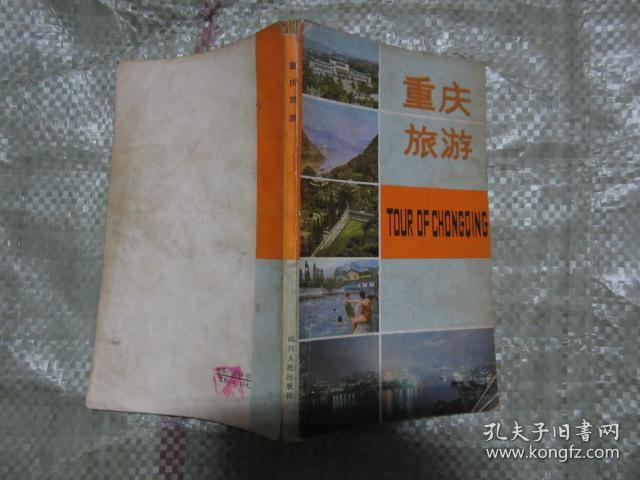 重庆
旅游
TOUR OF CHONGQING
重庆旅游
四川人民出版社
孔夫子旧书网
www.kongfz.com